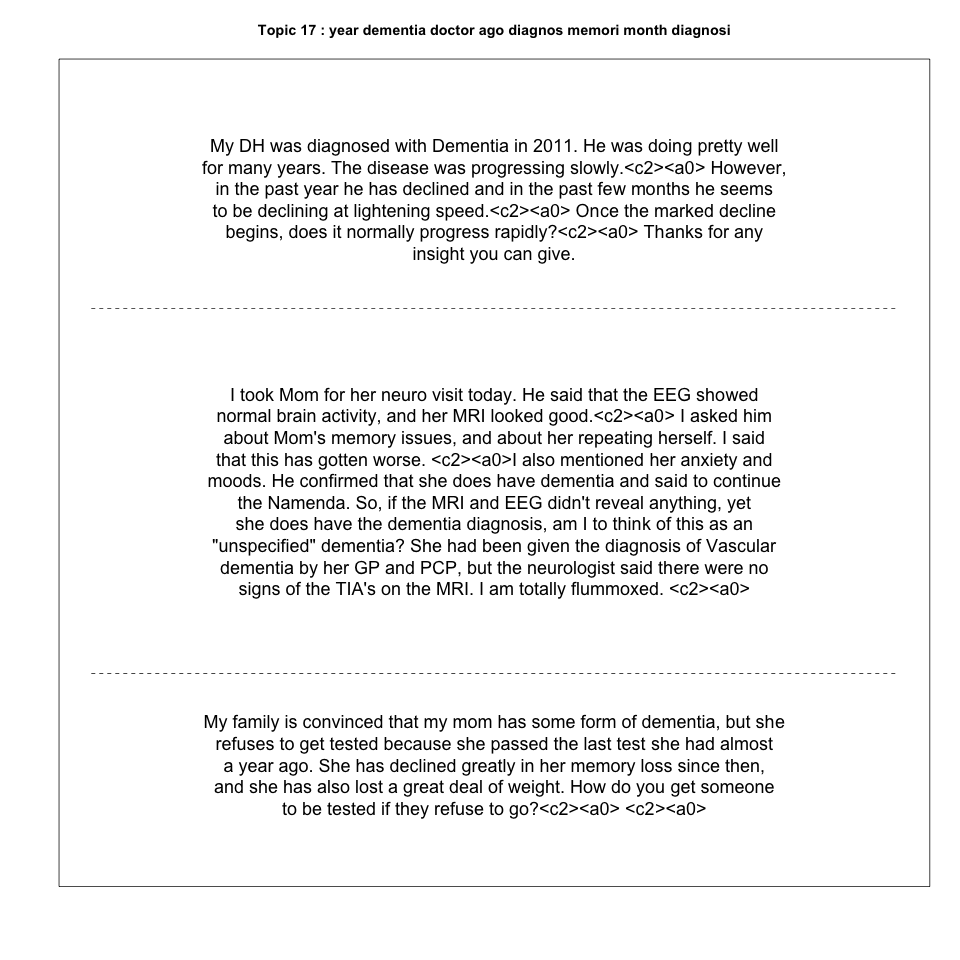 Topic 17 : year dementia doctor ago diagnos memori month diagnosi
My DH was diagnosed with Dementia in 2011. He was doing pretty well
for many years. The disease was progressing slowly.<c2><a0> However,
in the past year he has declined and in the past few months he seems
to be declining at lightening speed.<c2><a0> Once the marked decline
begins, does it normally progress rapidly?<c2><a0> Thanks for any
insight you can give.
I took Mom for her neuro visit today. He said that the EEG showed
normal brain activity, and her MRI looked good.<c2><a0> I asked him
about Mom's memory issues, and about her repeating herself. I said
that this has gotten worse. <c2><a0>I also mentioned her anxiety and
moods. He confirmed that she does have dementia and said to continue
the Namenda. So, if the MRI and EEG didn't reveal anything, yet
she does have the dementia diagnosis, am I to think of this as an
"unspecified" dementia? She had been given the diagnosis of Vascular
dementia by her GP and PCP, but the neurologist said there were no
signs of the TIA's on the MRI. I am totally flummoxed. <c2><a0>
My family is convinced that my mom has some form of dementia, but she
refuses to get tested because she passed the last test she had almost
a year ago. She has declined greatly in her memory loss since then,
and she has also lost a great deal of weight. How do you get someone
to be tested if they refuse to go?<c2><a0> <c2><a0>